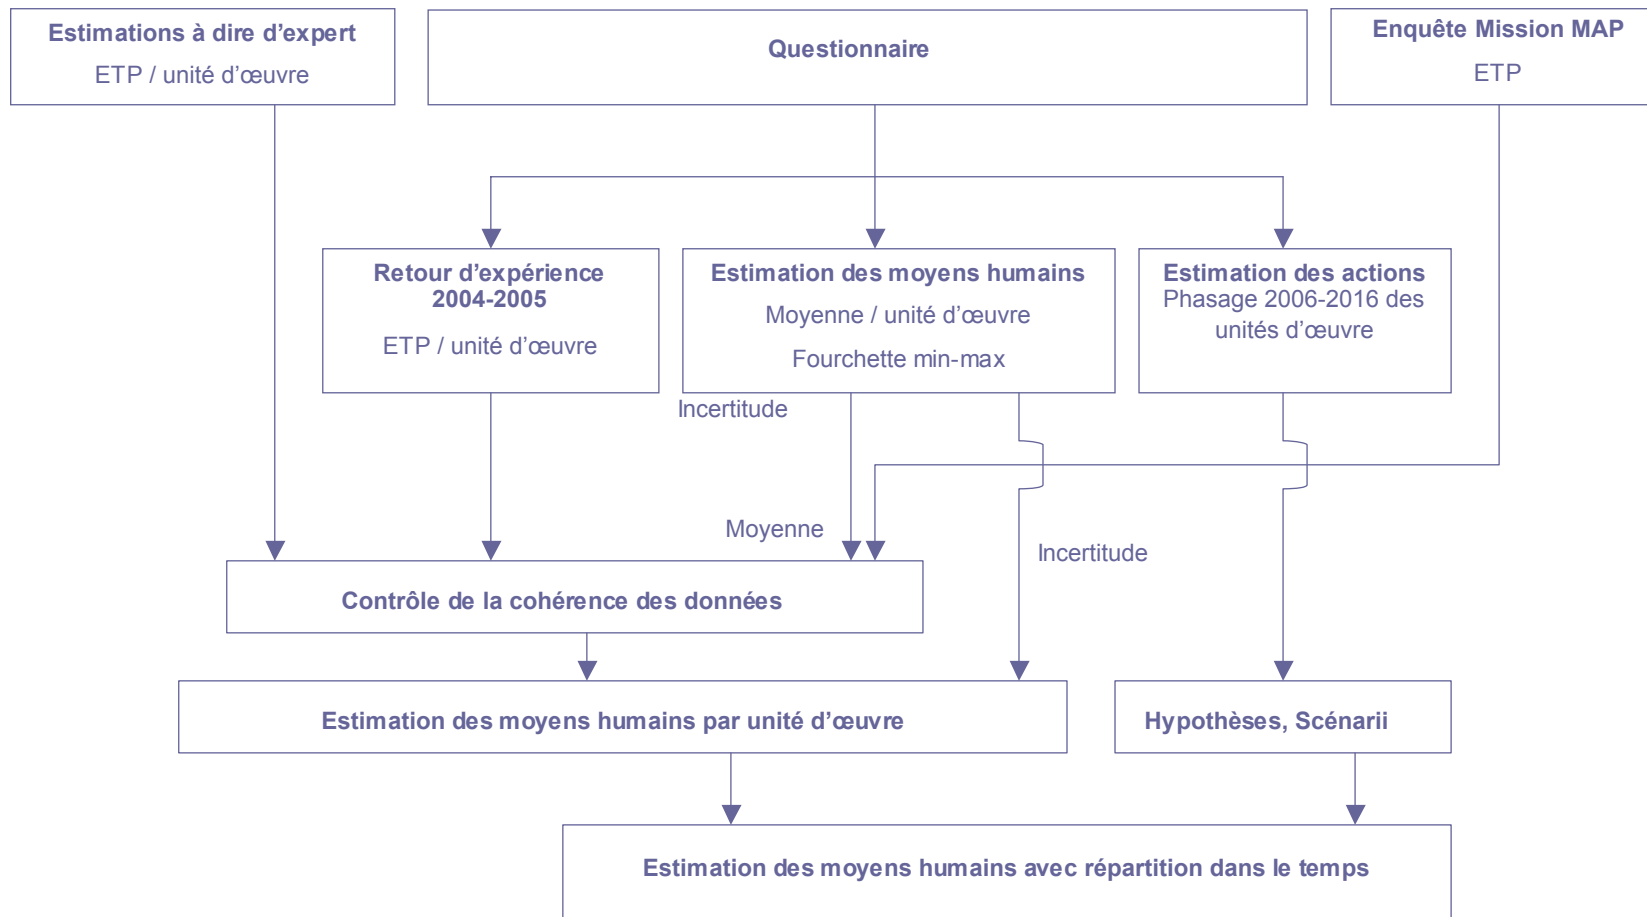 Estimations à dire d’expert
ETP / unité d’œuvre
Questionnaire
Enquête Mission MAP
ETP
Retour d’expérience
2004-2005
ETP / unité d’œuvre
Estimation des moyens humains
Moyenne / unité d’œuvre
Fourchette min-max
Estimation des actions
Phasage 2006-2016 des
unités d’œuvre
Incertitude
Moyenne
Incertitude
Contrôle de la cohérence des données
Estimation des moyens humains par unité d’œuvre
Hypothèses, Scénarii
Estimation des moyens humains avec répartition dans le temps